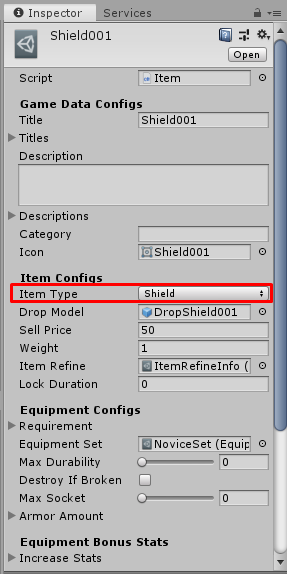 Inspector Services
Shield001
Open
Script Item
Game Data Configs
Title Shield001
Titles
Description
Descriptions
Category
Icon Shield001
Item Configs
Item Type Shield
Drop Model DropShield001
Sell Price 50
Weight 1
Item Refine ItemRefineInfo (
Lock Duration 0
Equipment Configs
Requirement
Equipment Set NoviceSet (Equip
Max Durability 0
Destroy If Broken
Max Socket 0
Armor Amount
Equipment Bonus Stats
Increase Stats